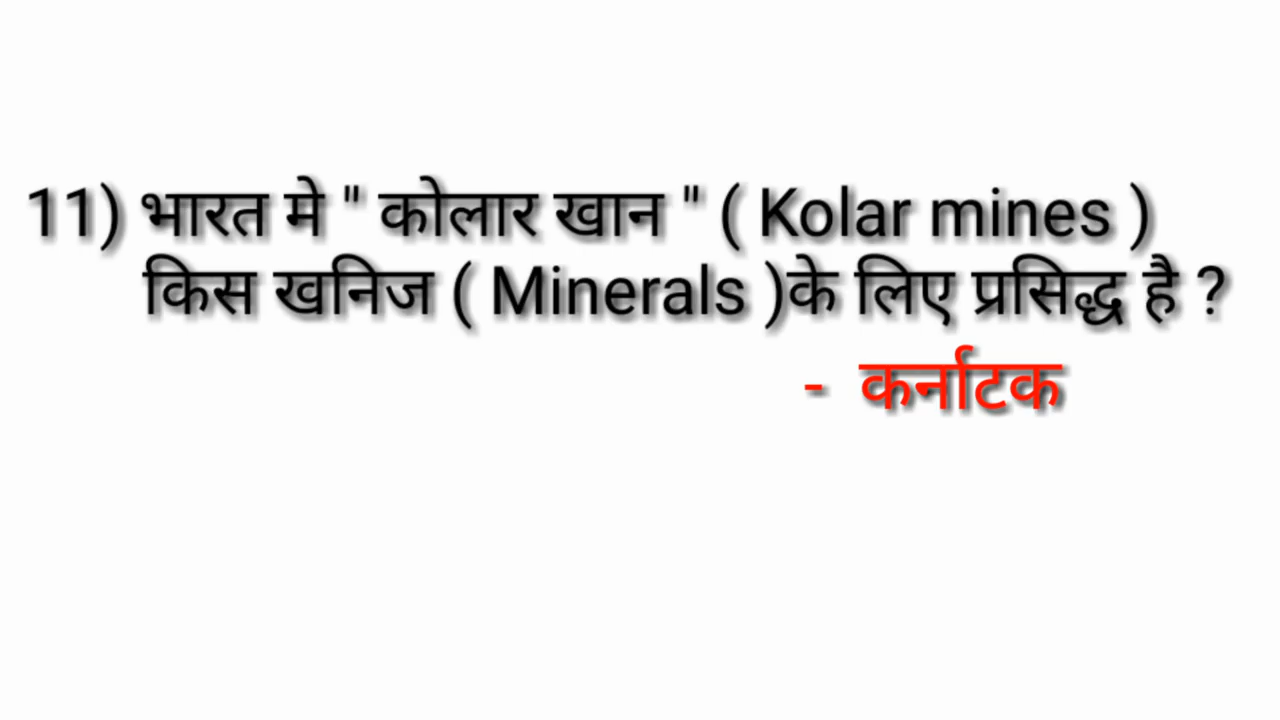 11) भारत मे " कोलार खान " ( Kolar mines )
किस खनिज ( Minerals )के लिए प्रसिद्ध है ?
- कर्नाटक